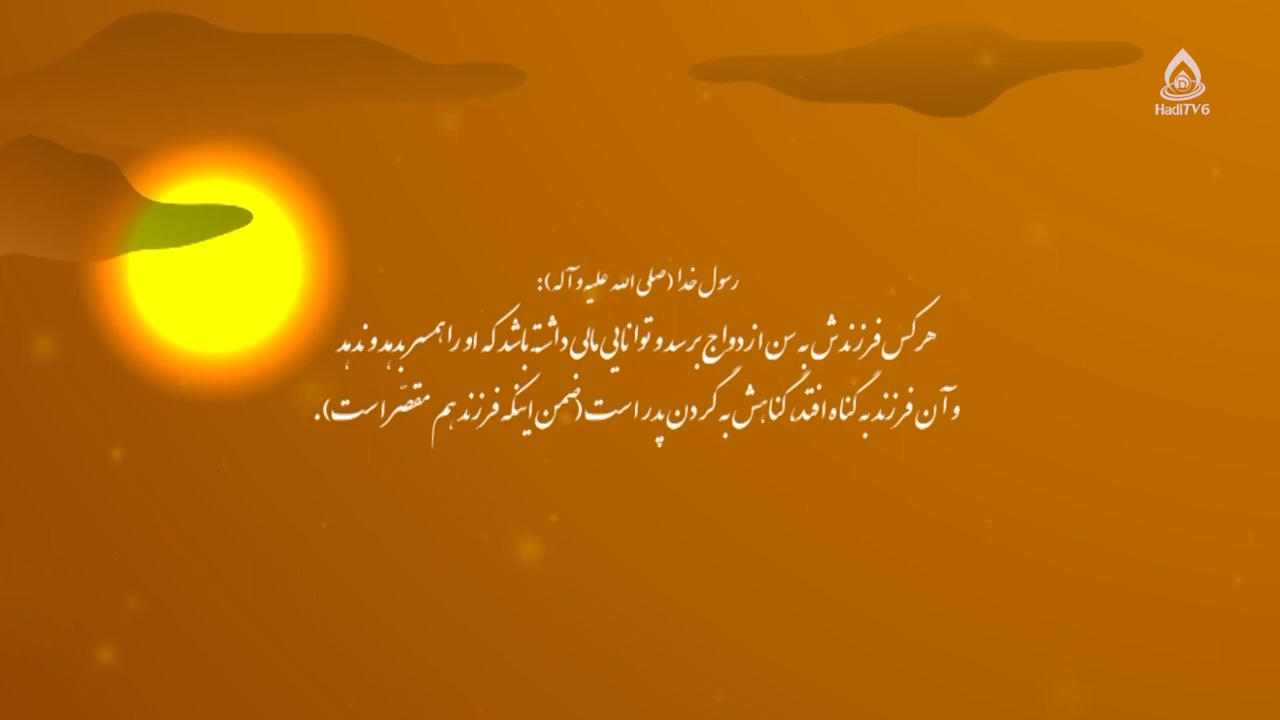 HadiTV6
رسول خدا (صلی الله علیه و آله):
هرکس فرزندش به سن ازدواج برسد و توانایی مالی داشته باشد که او را همسر بدهد و ندهد
و آن فرزند به گناه افتد، گناهش به گردن پدر است (ضمن اینکه فرزند هم مقصّر است).